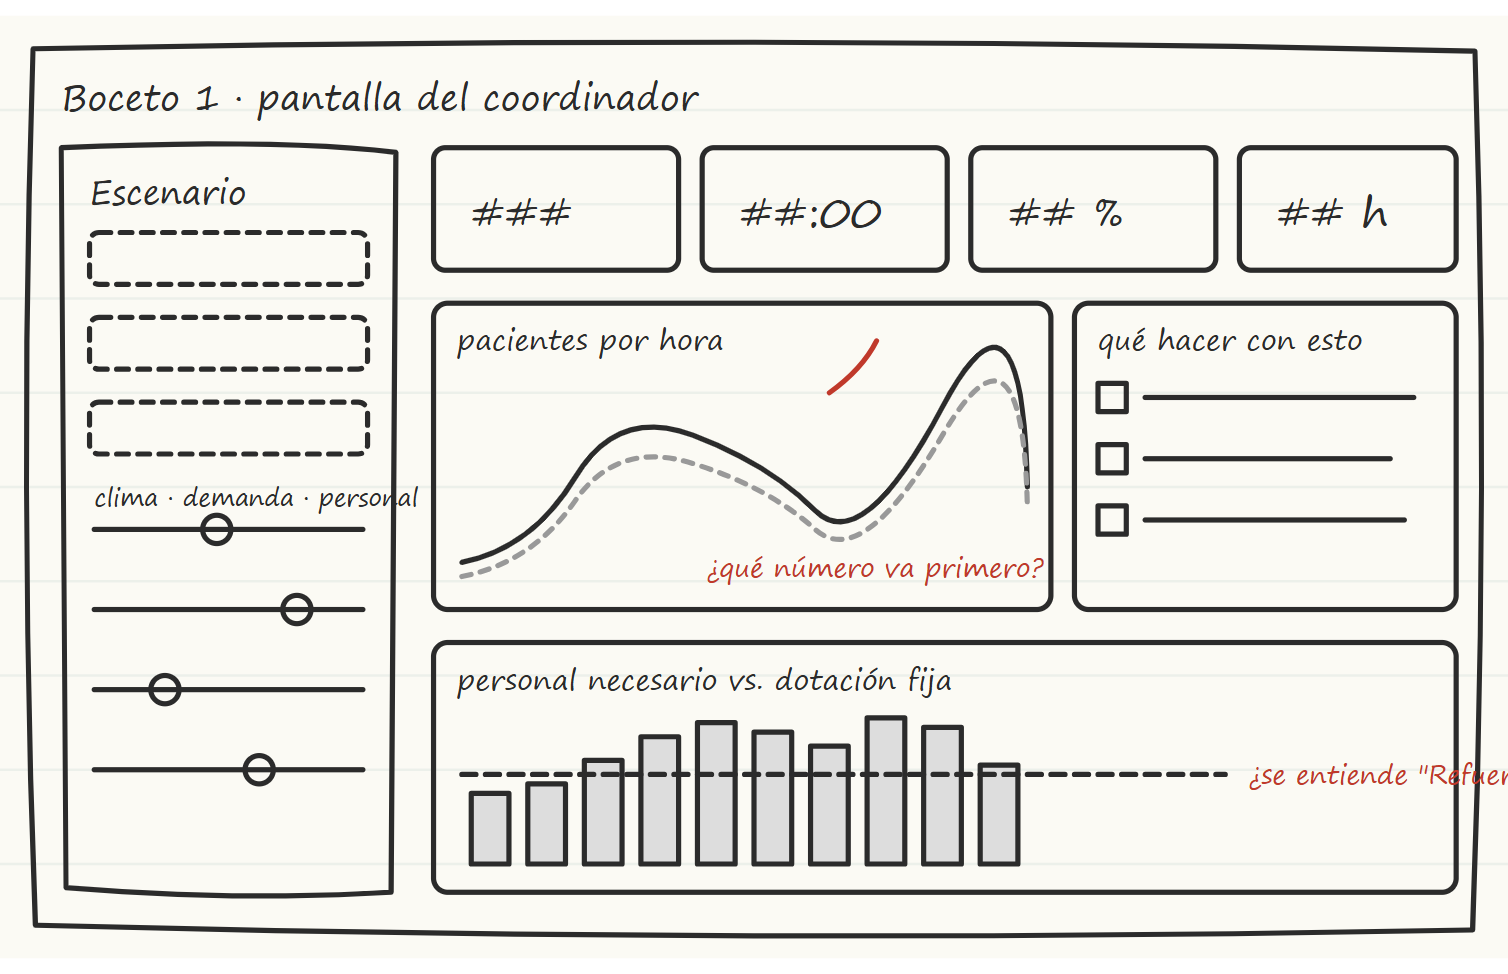 Boceto 1 · pantalla del coordinador
Escenario
clima · demanda · personal
###
##:00
## %
## h
pacientes por hora
¿qué número va primero?
qué hacer con esto
personal necesario vs. dotación fija
¿se entiende "Refuer